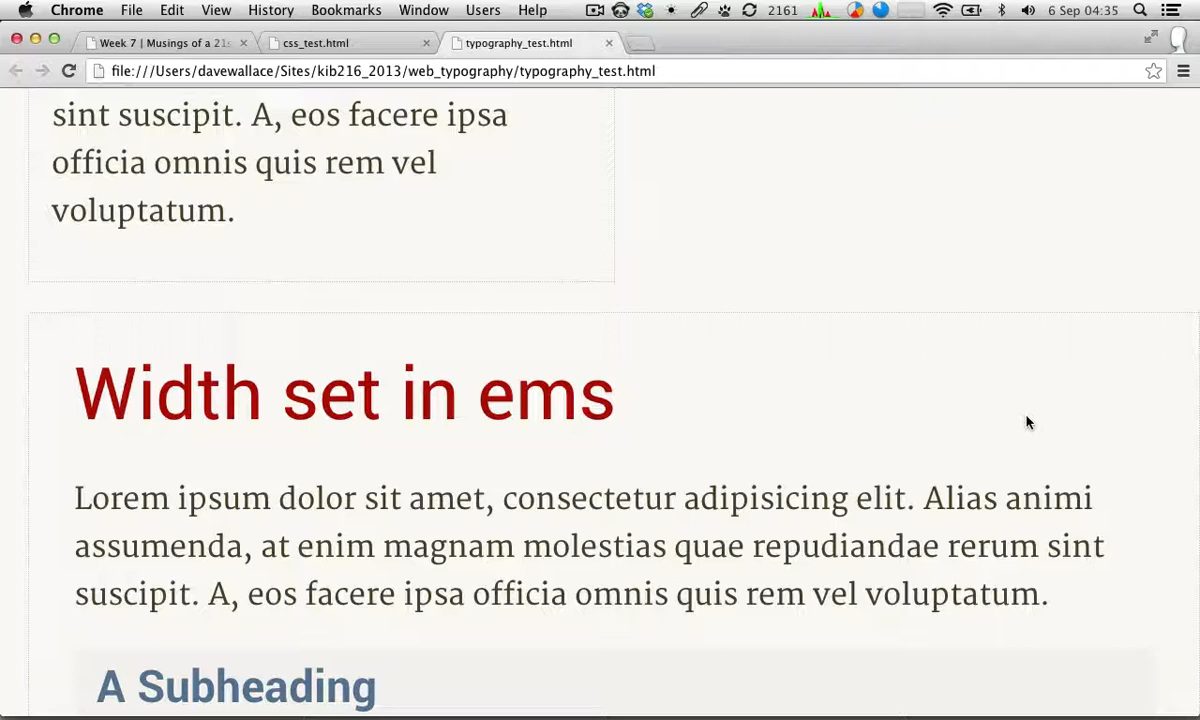 Chrome File Edit View History Bookmarks Window Users Help 2161 6 Sep 04:35
Week 7 | Musings of a 21s css_test.html typography_test.html
file:///Users/davewallace/Sites/kib216_2013/web_typography/typography_test.html
sint suscipit. A, eos facere ipsa
officia omnis quis rem vel
voluptatum.
Width set in ems
Lorem ipsum dolor sit amet, consectetur adipisicing elit. Alias animi
assumenda, at enim magnam molestias quae repudiandae rerum sint
suscipit. A, eos facere ipsa officia omnis quis rem vel voluptatum.
A Subheading